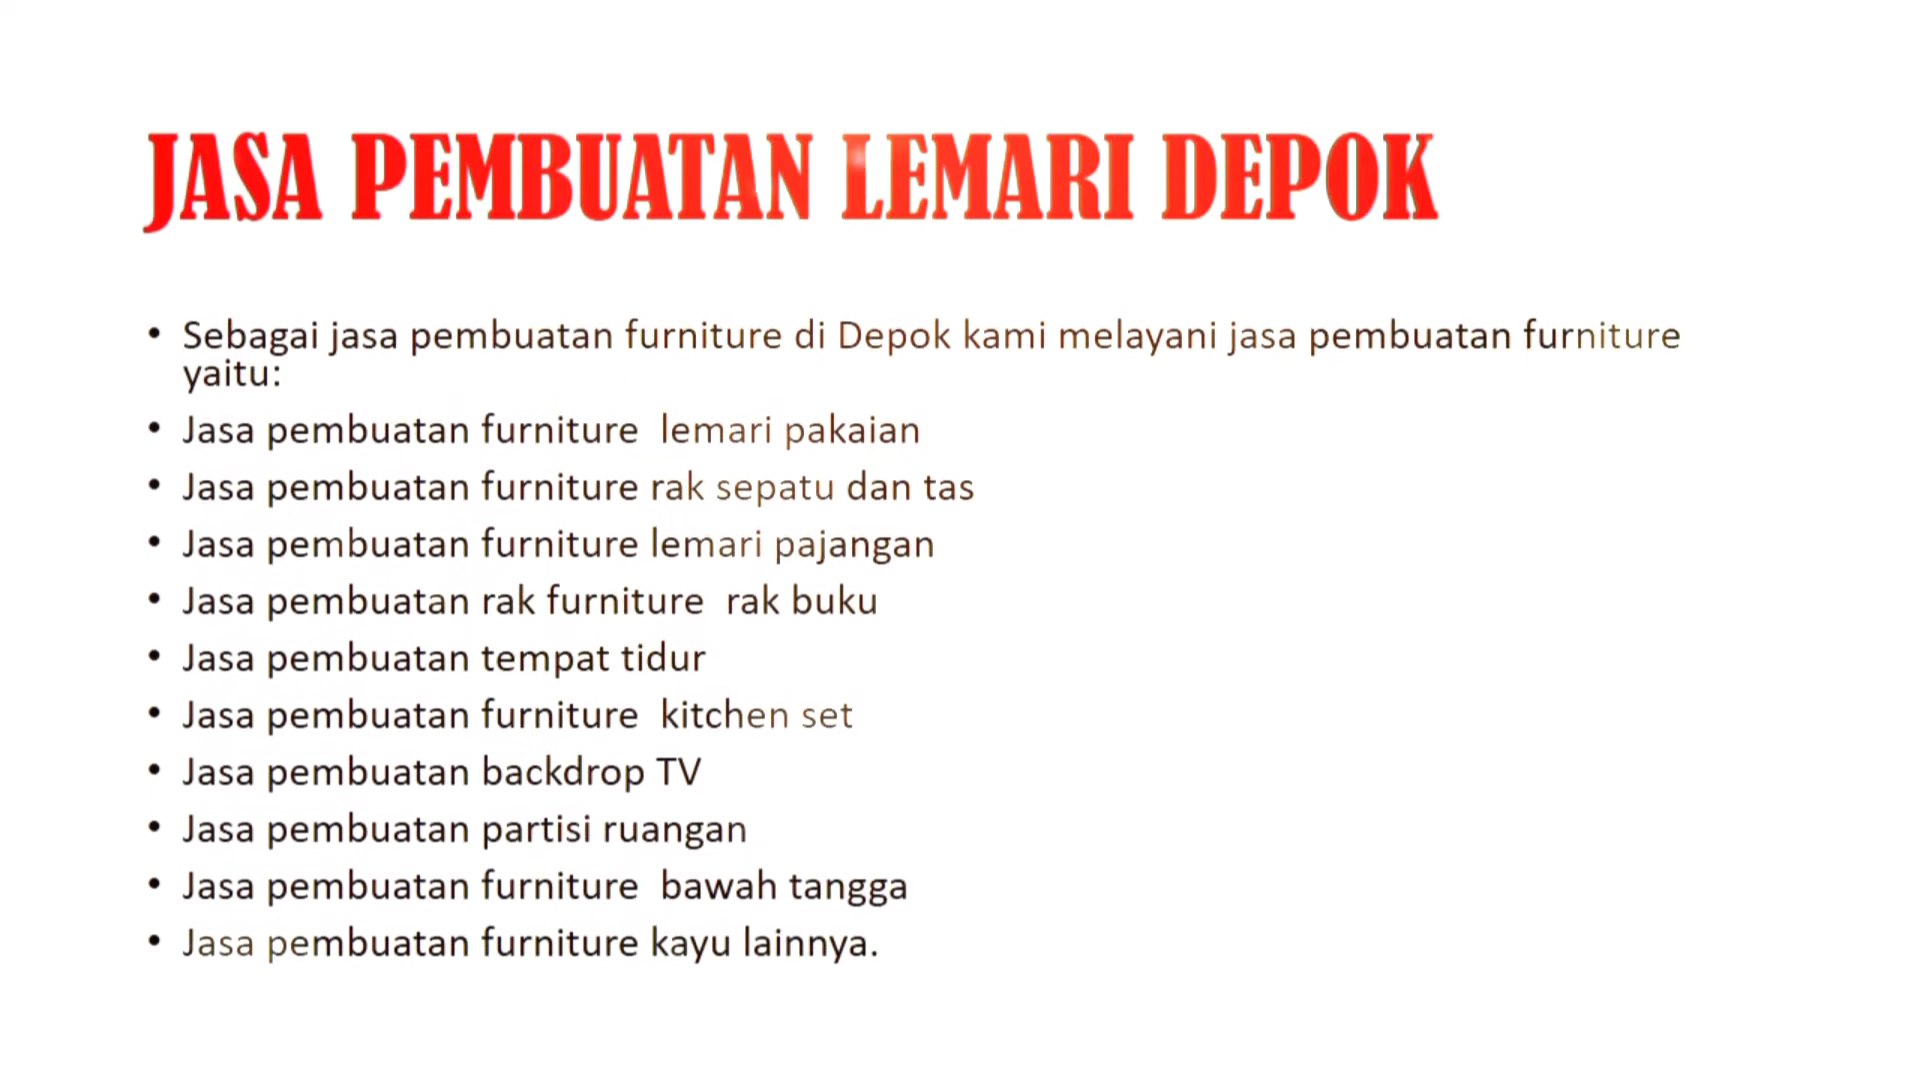 JASA PEMBUATAN LEMARI DEPOK
• Sebagai jasa pembuatan furniture di Depok kami melayani jasa pembuatan furniture
yaitu:
• Jasa pembuatan furniture  lemari pakaian
• Jasa pembuatan furniture rak sepatu dan tas
• Jasa pembuatan furniture lemari pajangan
• Jasa pembuatan rak furniture  rak buku
• Jasa pembuatan tempat tidur
• Jasa pembuatan furniture  kitchen set
• Jasa pembuatan backdrop TV
• Jasa pembuatan partisi ruangan
• Jasa pembuatan furniture  bawah tangga
• Jasa pembuatan furniture kayu lainnya.